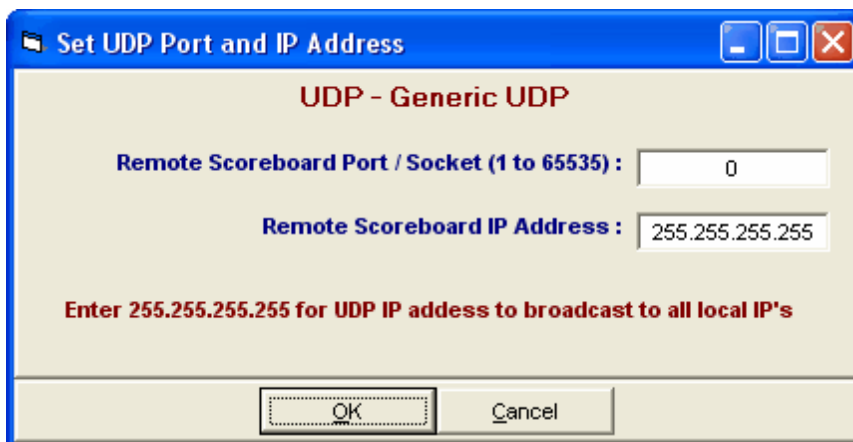 Set UDP Port and IP Address
UDP - Generic UDP
Remote Scoreboard Port / Socket (1 to 65535) : 0
Remote Scoreboard IP Address : 255.255.255.255
Enter 255.255.255.255 for UDP IP addess to broadcast to all local IP's
OK Cancel